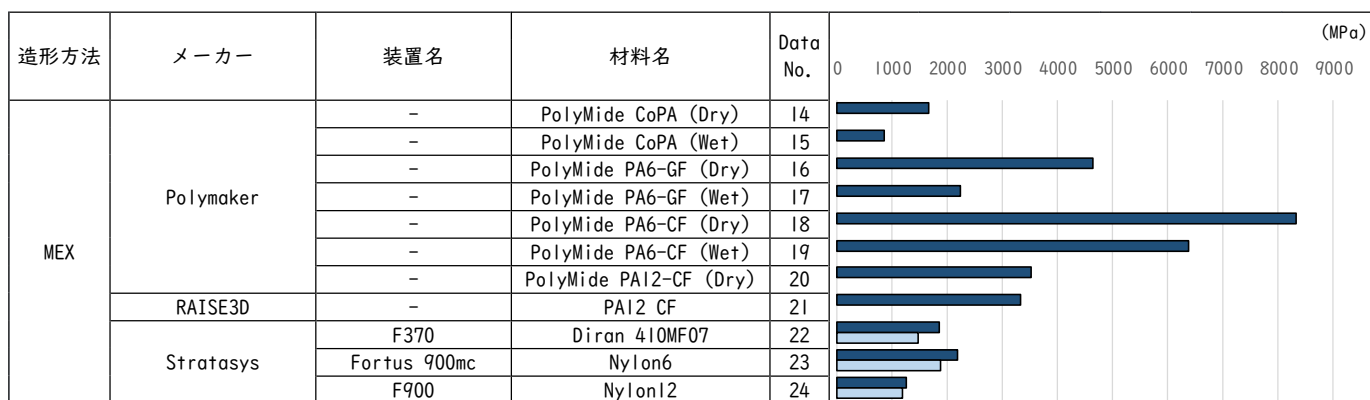 (MPa)
造形方法 メーカー 装置名 材料名 Data No. 0 1000 2000 3000 4000 5000 6000 7000 8000 9000
MEX
Polymaker
- PolyMide CoPA (Dry) 14
- PolyMide CoPA (Wet) 15
- PolyMide PA6-GF (Dry) 16
- PolyMide PA6-GF (Wet) 17
- PolyMide PA6-CF (Dry) 18
- PolyMide PA6-CF (Wet) 19
- PolyMide PA12-CF (Dry) 20
RAISE3D - PA12 CF 21
Stratasys
F370 Diran 410MF07 22
Fortus 900mc Nylon6 23
F900 Nylon12 24